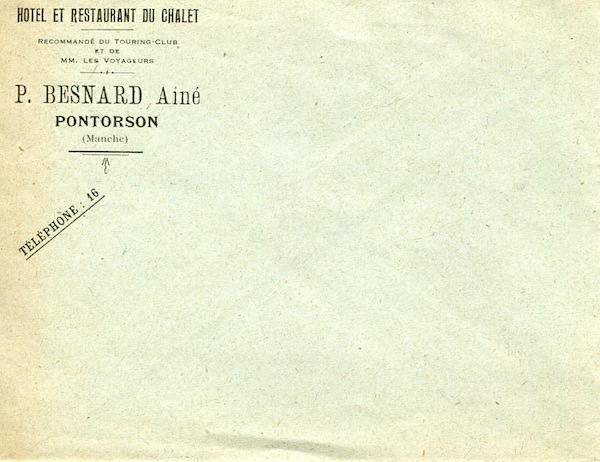 HOTEL ET RESTAURANT DU CHALET
RECOMMANDÉ DU TOURING-CLUB
ET DE
MM. LES VOYAGEURS
P. BESNARD Ainé
PONTORSON
(Manche)
TÉLÉPHONE : 16